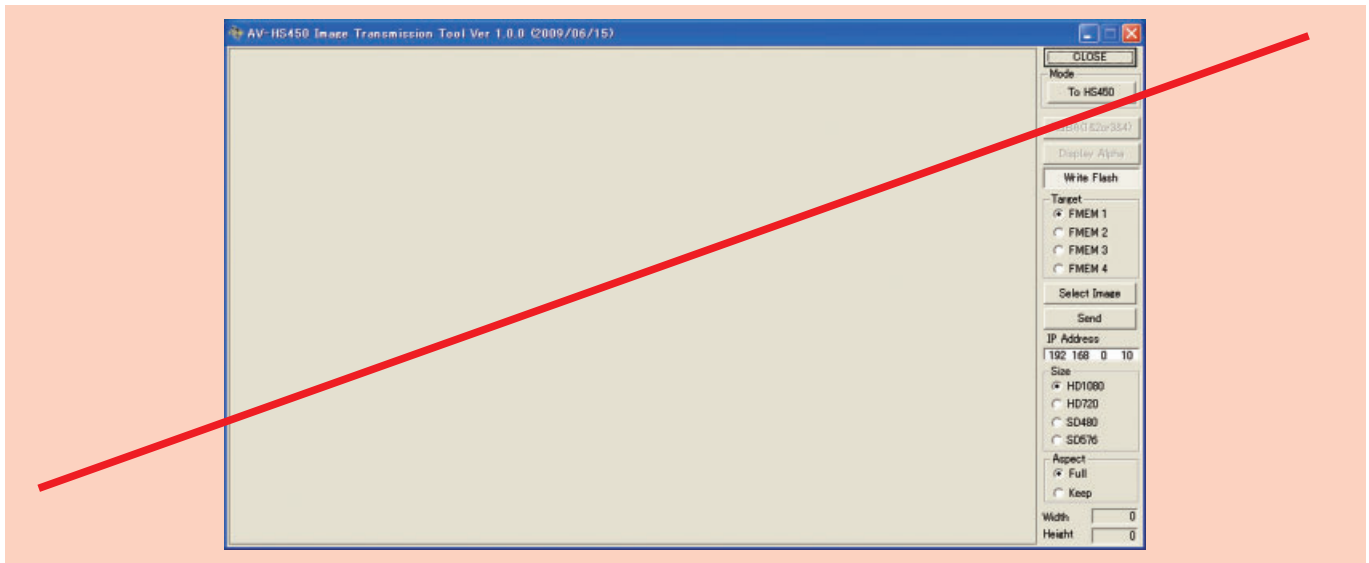 AV-HS450 Image Transmission Tool Ver 1.0.0 (2009/06/15)
CLOSE
Mode
To HS450
Display Alpha
Write Flash
Target
FMEM 1
FMEM 2
FMEM 3
FMEM 4
Select Image
Send
IP Address
192 168 0 10
Size
HD1080
HD720
SD480
SD576
Aspect
Full
Keep
Width 0
Height 0